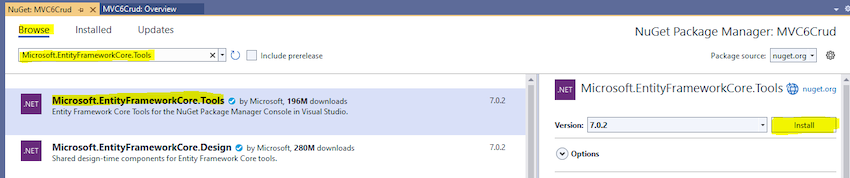 NuGet: MVC6Crud MVC6Crud: Overview
Browse Installed Updates NuGet Package Manager: MVC6Crud
Microsoft.EntityFrameworkCore.Tools Include prerelease Package source: nuget.org
.NET Microsoft.EntityFrameworkCore.Tools by Microsoft, 196M downloads 7.0.2
Entity Framework Core Tools for the NuGet Package Manager Console in Visual Studio.
.NET Microsoft.EntityFrameworkCore.Design by Microsoft, 280M downloads 7.0.2
Shared design-time components for Entity Framework Core tools.
.NET Microsoft.EntityFrameworkCore.Tools nuget.org
Version: 7.0.2 Install
Options